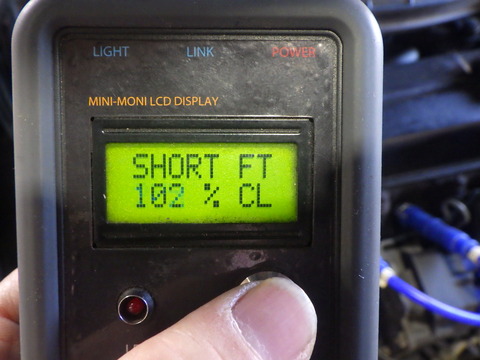 LIGHT LINK POWER
MINI-MONI LCD DISPLAY
SHORT FT
102 % CL